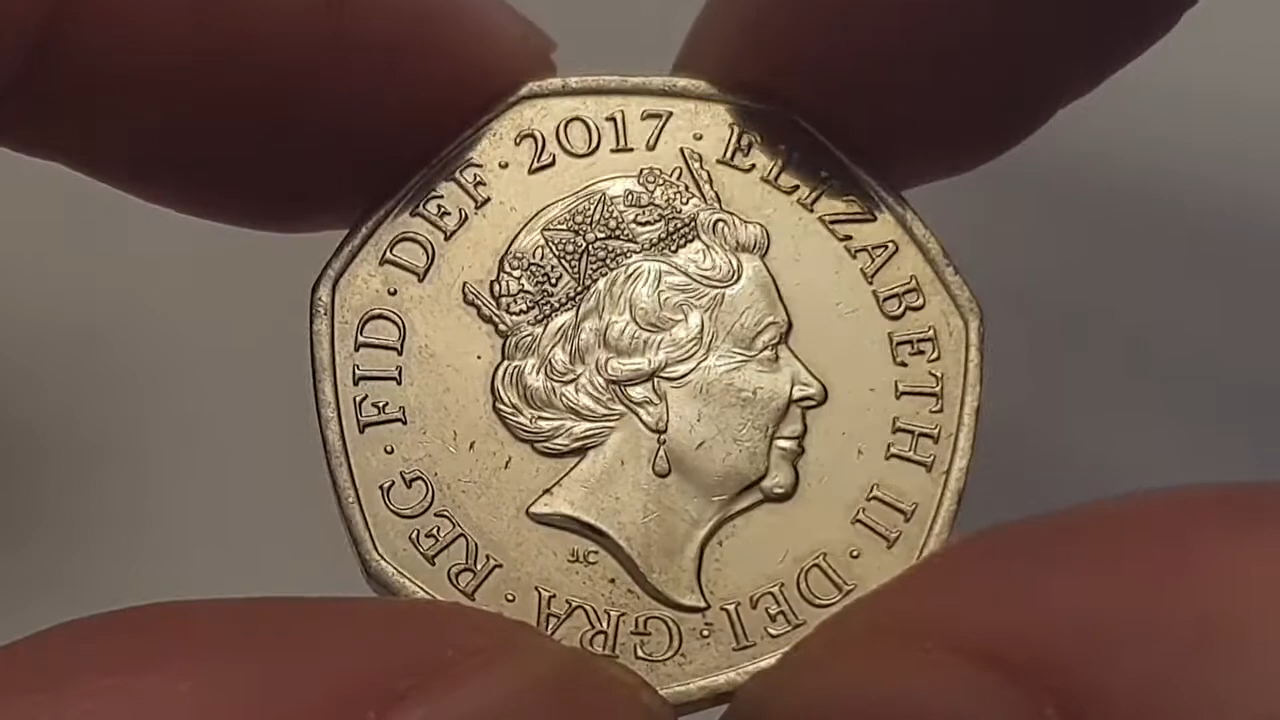 ELIZABETH II · DEI · GRA · REG · FID · DEF · 2017 ·
JC